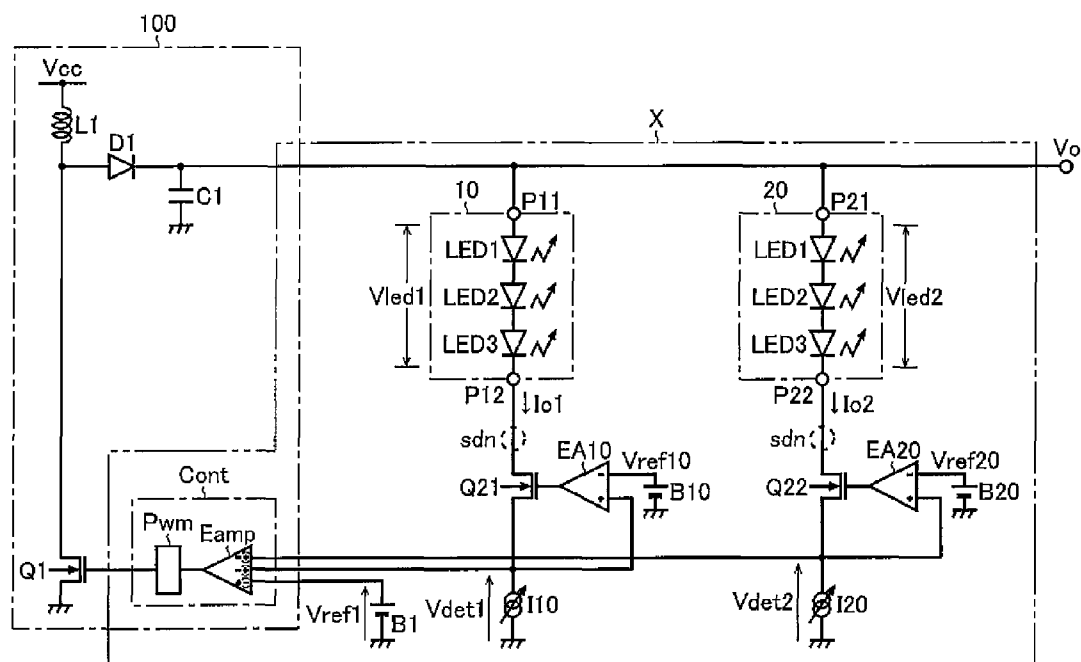 100
Vcc
L1
D1
C1
X
Vo
10
P11
20
P21
LED1
LED2
LED3
Vled1
LED1
LED2
LED3
Vled2
P12
Io1
P22
Io2
sdn
EA10
Vref10
sdn
EA20
Vref20
Q21
B10
Q22
B20
Cont
Pwm
Eamp
Q1
Vref1
B1
Vdet1
I10
Vdet2
I20